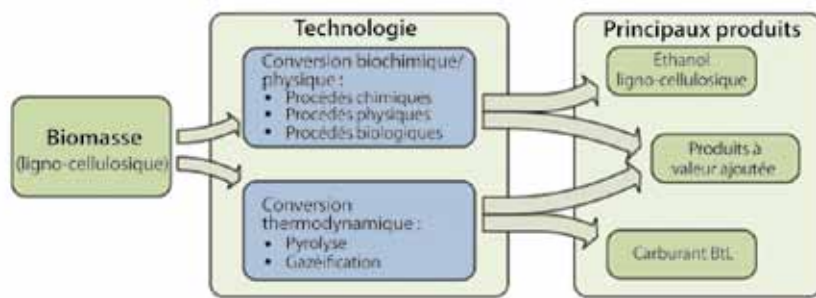 Technologie
Principaux produits
Biomasse
(ligno-cellulosique)
Conversion biochimique/
physique :
• Procédés chimiques
• Procédés physiques
• Procédés biologiques
Conversion
thermodynamique :
• Pyrolyse
• Gazéification
Ethanol
ligno-cellulosique
Produits à
valeur ajoutée
Carburant BtL